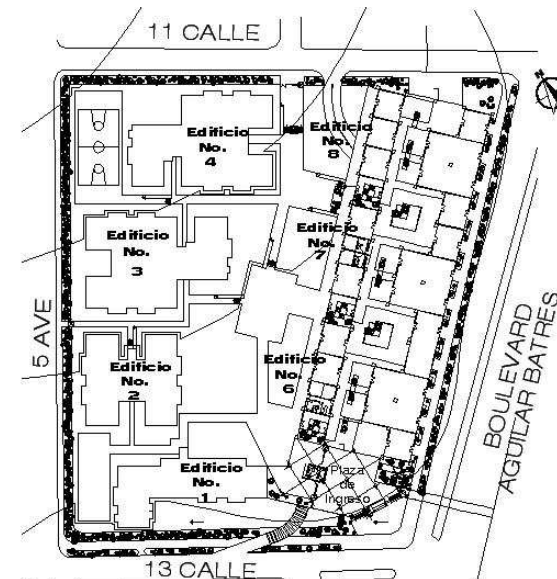 11 CALLE
N
Edificio
No.
4
Edificio
No.
8
Edificio
No.
3
Edificio
No.
7
5 AVE
Edificio
No.
2
Edificio
No.
6
BOULEVARD
AGUILAR BATRES
Edificio
No.
1
Plaza
de
Ingreso
13 CALLE